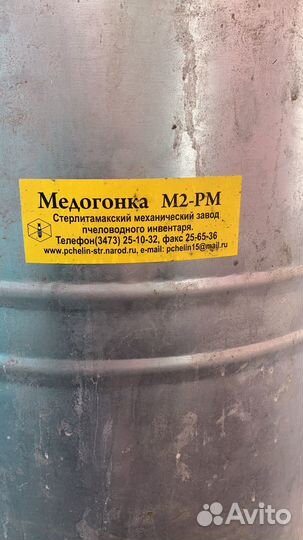 Медогонка М2-РМ
Стерлитамакский механический завод
пчеловодного инвентаря.
Телефон(3473) 25-10-32, факс 25-65-36
www.pchelin-str.narod.ru, e-mail: pchelin15@mail.ru
Avito